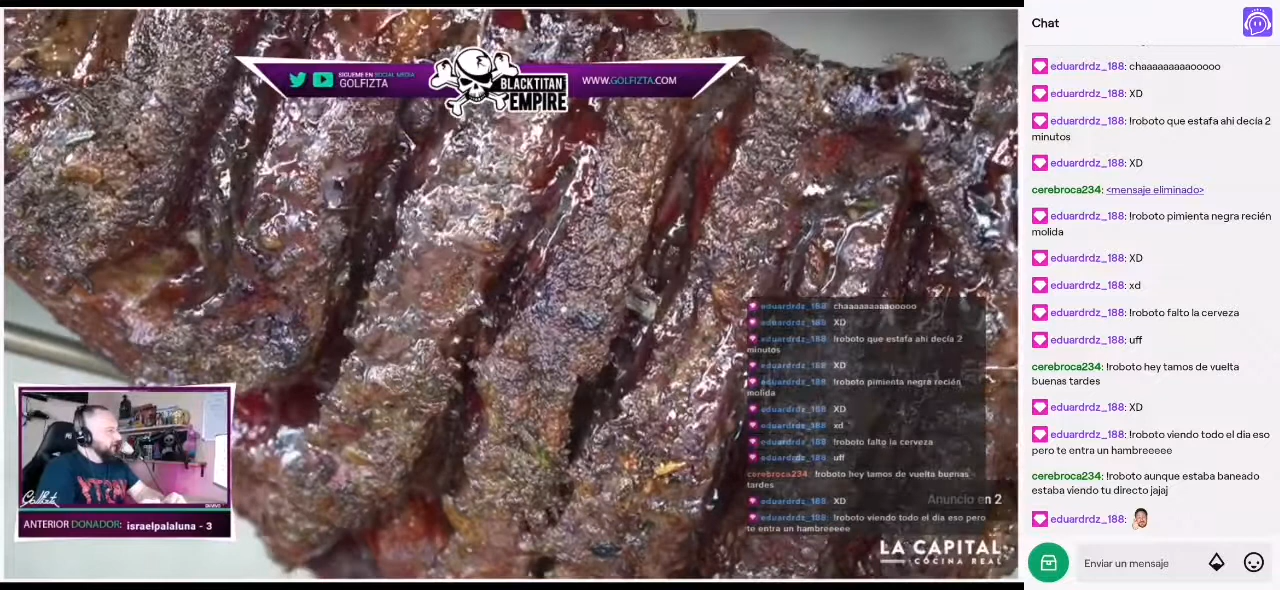 SIGUEME EN SOCIAL MEDIA
GOLFIZTA
BLACKTITAN
EMPIRE
WWW.GOLFIZTA.COM
eduardrdz_188: chaaaaaaaaaooooo
eduardrdz_188: XD
eduardrdz_188: !roboto que estafa ahi decía 2
minutos
eduardrdz_188: XD
eduardrdz_188: !roboto pimienta negra recién
molida
eduardrdz_188: XD
eduardrdz_188: xd
eduardrdz_188: !roboto falto la cerveza
eduardrdz_188: uff
cerebroca234: !roboto hey tamos de vuelta buenas
tardes
eduardrdz_188: XD
eduardrdz_188: !roboto viendo todo el dia eso pero
te entra un hambreeeeee
Anuncio en 2
LA CAPITAL
COCINA REAL
ANTERIOR DONADOR: israelpalaluna - 3
Chat
eduardrdz_188: chaaaaaaaaaooooo
eduardrdz_188: XD
eduardrdz_188: !roboto que estafa ahi decía 2
minutos
eduardrdz_188: XD
cerebroca234: <mensaje eliminado>
eduardrdz_188: !roboto pimienta negra recién
molida
eduardrdz_188: XD
eduardrdz_188: xd
eduardrdz_188: !roboto falto la cerveza
eduardrdz_188: uff
cerebroca234: !roboto hey tamos de vuelta
buenas tardes
eduardrdz_188: XD
eduardrdz_188: !roboto viendo todo el dia eso
pero te entra un hambreeeeee
cerebroca234: !roboto aunque estaba baneado
estaba viendo tu directo jajaj
eduardrdz_188:
Enviar un mensaje